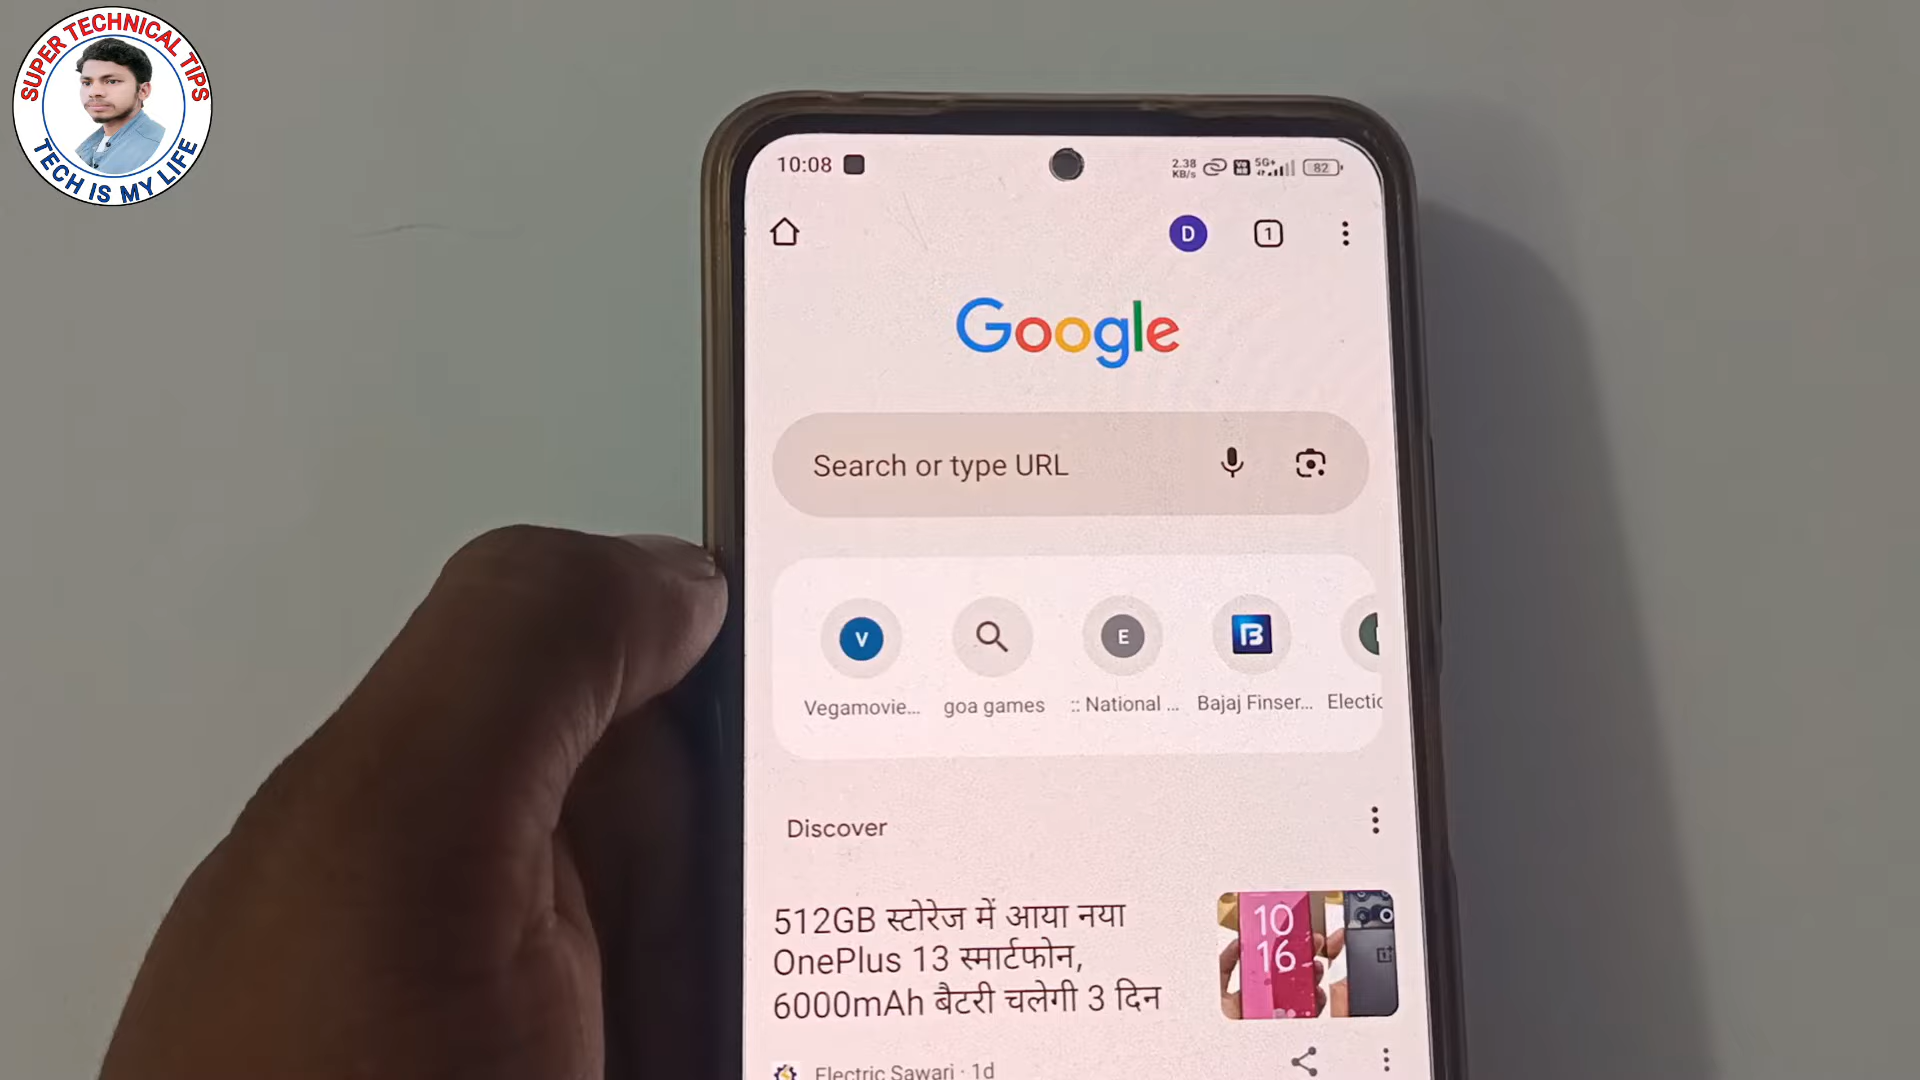 SUPER TECHNICAL TIPS
TECH IS MY LIFE
10:08
2.38 KB/s 5G+ 82
D 1
Google
Search or type URL
V E B
Vegamovie... goa games :: National ... Bajaj Finser... Electic
Discover
512GB स्टोरेज में आया नया
OnePlus 13 स्मार्टफोन,
6000mAh बैटरी चलेगी 3 दिन
10
16
Electric Sawari · 1d